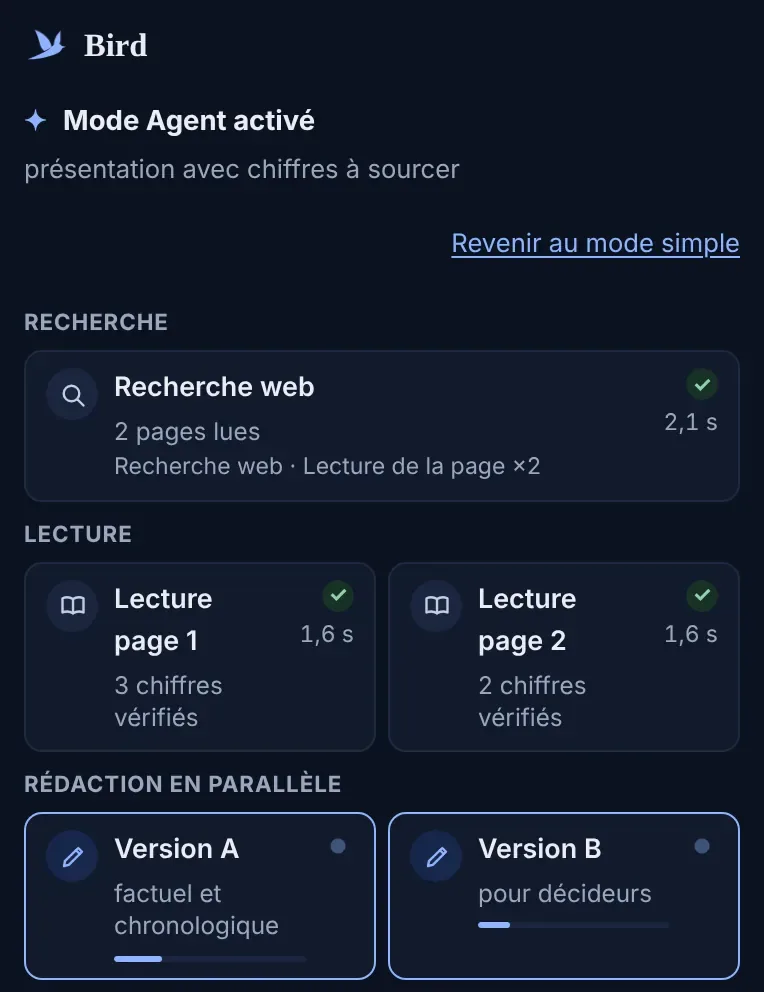 Bird
Mode Agent activé
présentation avec chiffres à sourcer
Revenir au mode simple
RECHERCHE
Recherche web
2,1 s
2 pages lues
Recherche web · Lecture de la page ×2
LECTURE
Lecture
page 1
1,6 s
3 chiffres
vérifiés
Lecture
page 2
1,6 s
2 chiffres
vérifiés
RÉDACTION EN PARALLÈLE
Version A
factuel et
chronologique
Version B
pour décideurs